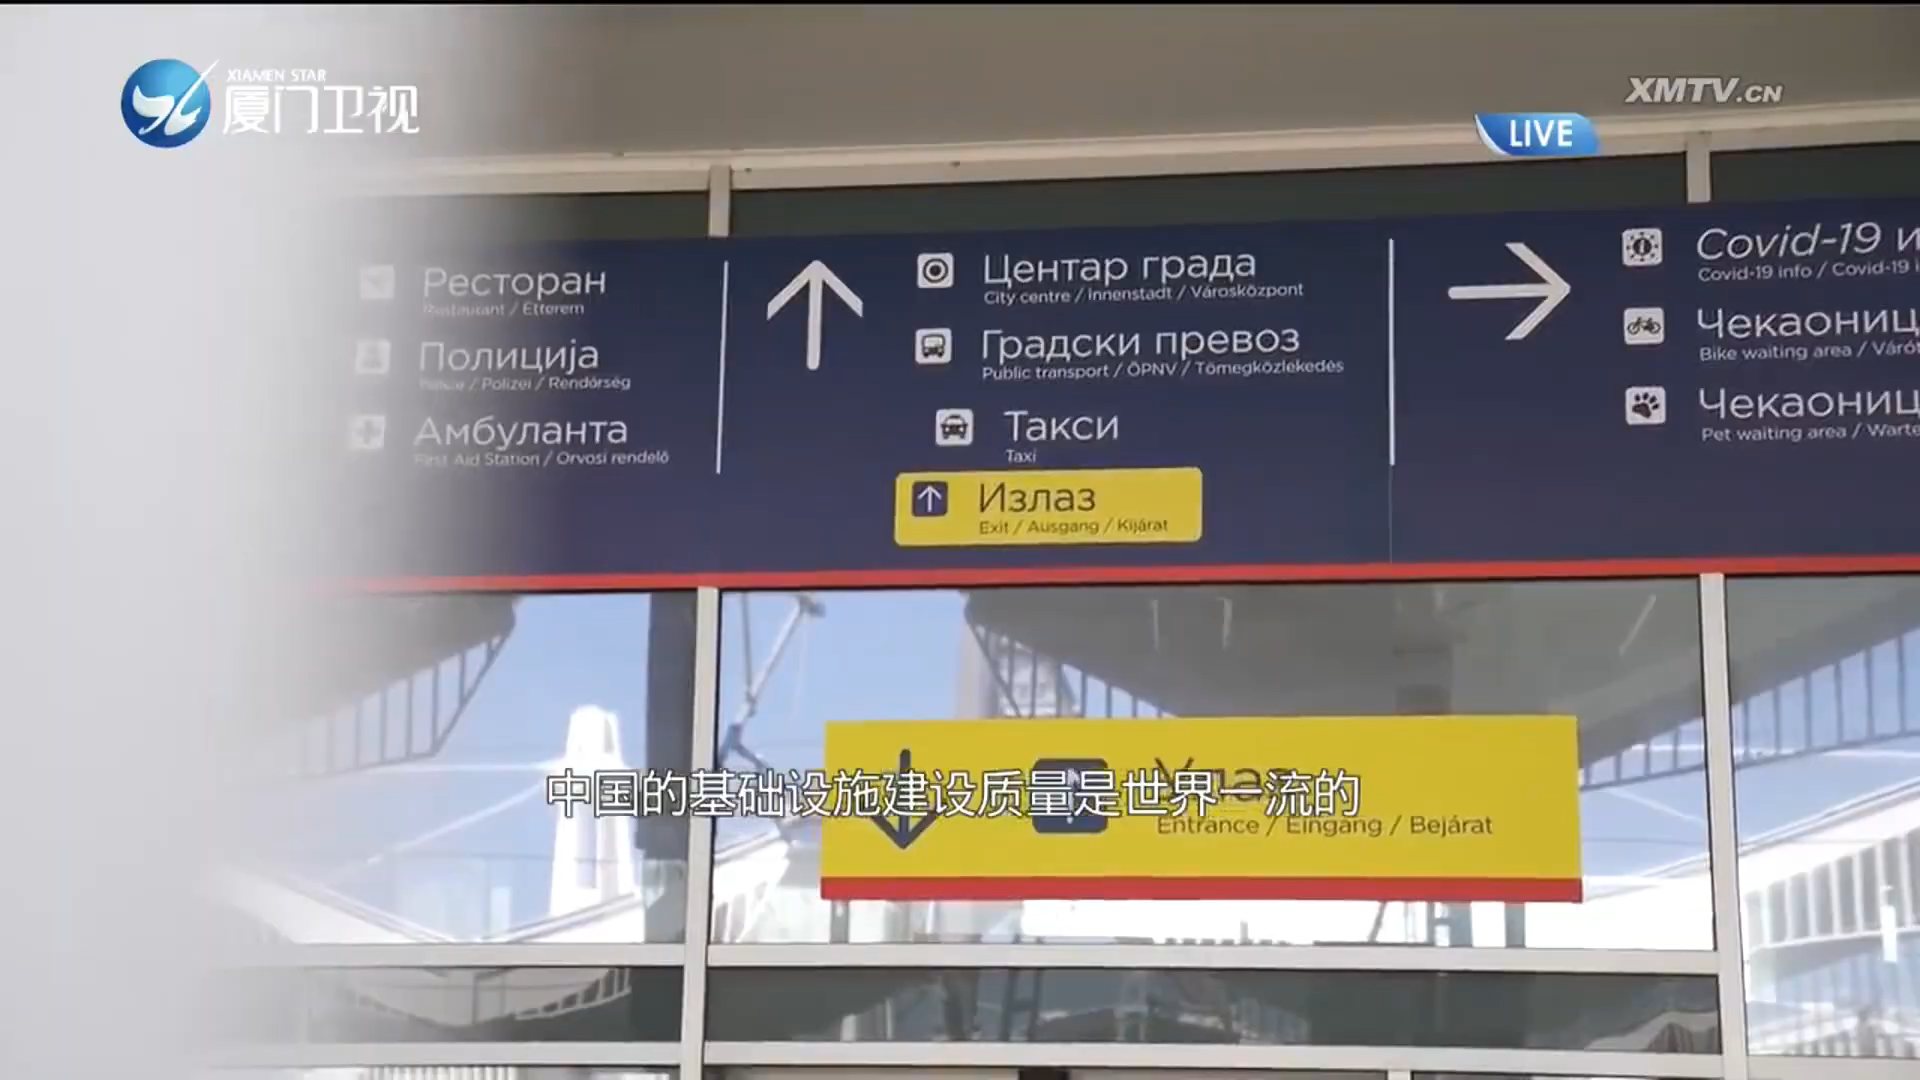 XIAMEN STAR
厦门卫视
XMTV.CN
LIVE
Ресторан
Restaurant / Étterem
Полиција
Police / Polizei / Rendőrség
Амбуланта
First Aid Station / Orvosi rendelő
Центар града
City centre / Innenstadt / Városközpont
Градски превоз
Public transport / ÖPNV / Tömegközlekedés
Такси
Taxi
Излаз
Exit / Ausgang / Kijárat
Covid-19
Covid-19 info / Covid-19
Чекаониц
Bike waiting area / Váró
Чекаониц
Pet waiting area / Warte
Улаз
Entrance / Eingang / Bejárat
中国的基础设施建设质量是世界一流的